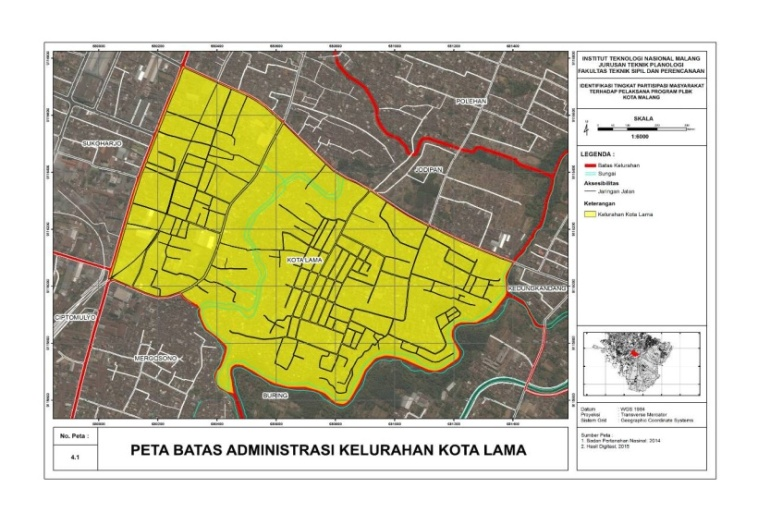 POLEHAN
SUKOHARJO
JODIPAN
KOTA LAMA
KEDUNGKANDANG
CIPTOMULYO
MERGOSONO
BURING
INSTITUT TEKNOLOGI NASIONAL MALANG
JURUSAN TEKNIK PLANOLOGI
FAKULTAS TEKNIK SIPIL DAN PERENCANAAN
IDENTIFIKASI TINGKAT PARTISIPASI MASYARAKAT
TERHADAP PELAKSANA PROGRAM PLBK
KOTA MALANG
SKALA
1:6000
LEGENDA :
Batas Kelurahan
Sungai
Aksesibilitas
Jaringan Jalan
Keterangan
Kelurahan Kota Lama
Datum : WGS 1984
Proyeksi : Transverse Mercator
Sistem Grid : Geographic Coordinate Systems
Sumber Peta :
1. Badan Pertanahan Nasinal, 2014
2. Hasil Digitasi, 2015
No. Peta :
4.1
PETA BATAS ADMINISTRASI KELURAHAN KOTA LAMA